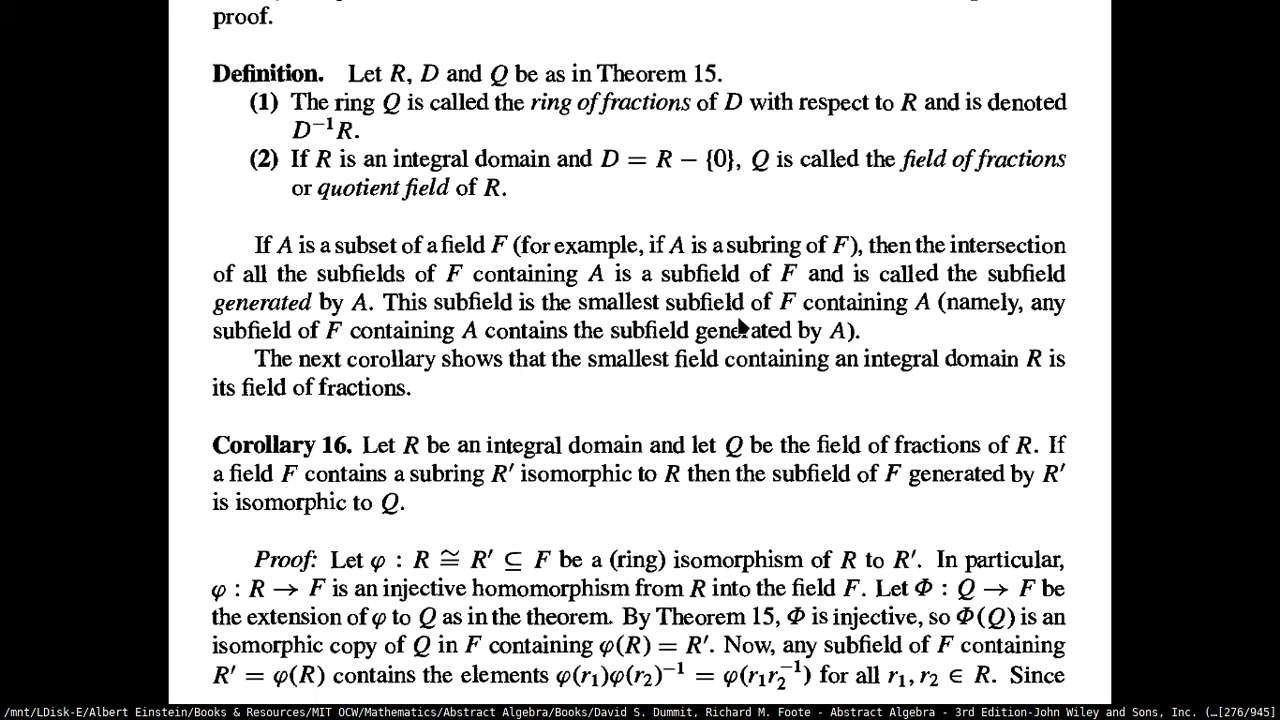 proof.
Definition. Let R, D and Q be as in Theorem 15.
(1) The ring Q is called the ring of fractions of D with respect to R and is denoted
D⁻¹R.
(2) If R is an integral domain and D = R − {0}, Q is called the field of fractions
or quotient field of R.
If A is a subset of a field F (for example, if A is a subring of F), then the intersection
of all the subfields of F containing A is a subfield of F and is called the subfield
generated by A. This subfield is the smallest subfield of F containing A (namely, any
subfield of F containing A contains the subfield generated by A).
The next corollary shows that the smallest field containing an integral domain R is
its field of fractions.
Corollary 16. Let R be an integral domain and let Q be the field of fractions of R. If
a field F contains a subring R′ isomorphic to R then the subfield of F generated by R′
is isomorphic to Q.
Proof: Let φ : R ≅ R′ ⊆ F be a (ring) isomorphism of R to R′. In particular,
φ : R → F is an injective homomorphism from R into the field F. Let Φ : Q → F be
the extension of φ to Q as in the theorem. By Theorem 15, Φ is injective, so Φ(Q) is an
isomorphic copy of Q in F containing φ(R) = R′. Now, any subfield of F containing
R′ = φ(R) contains the elements φ(r₁)φ(r₂)⁻¹ = φ(r₁r₂⁻¹) for all r₁, r₂ ∈ R. Since
/mnt/LDisk-E/Albert Einstein/Books & Resources/MIT OCW/Mathematics/Abstract Algebra/Books/David S. Dummit, Richard M. Foote - Abstract Algebra - 3rd Edition-John Wiley and Sons, Inc. (…[276/945]